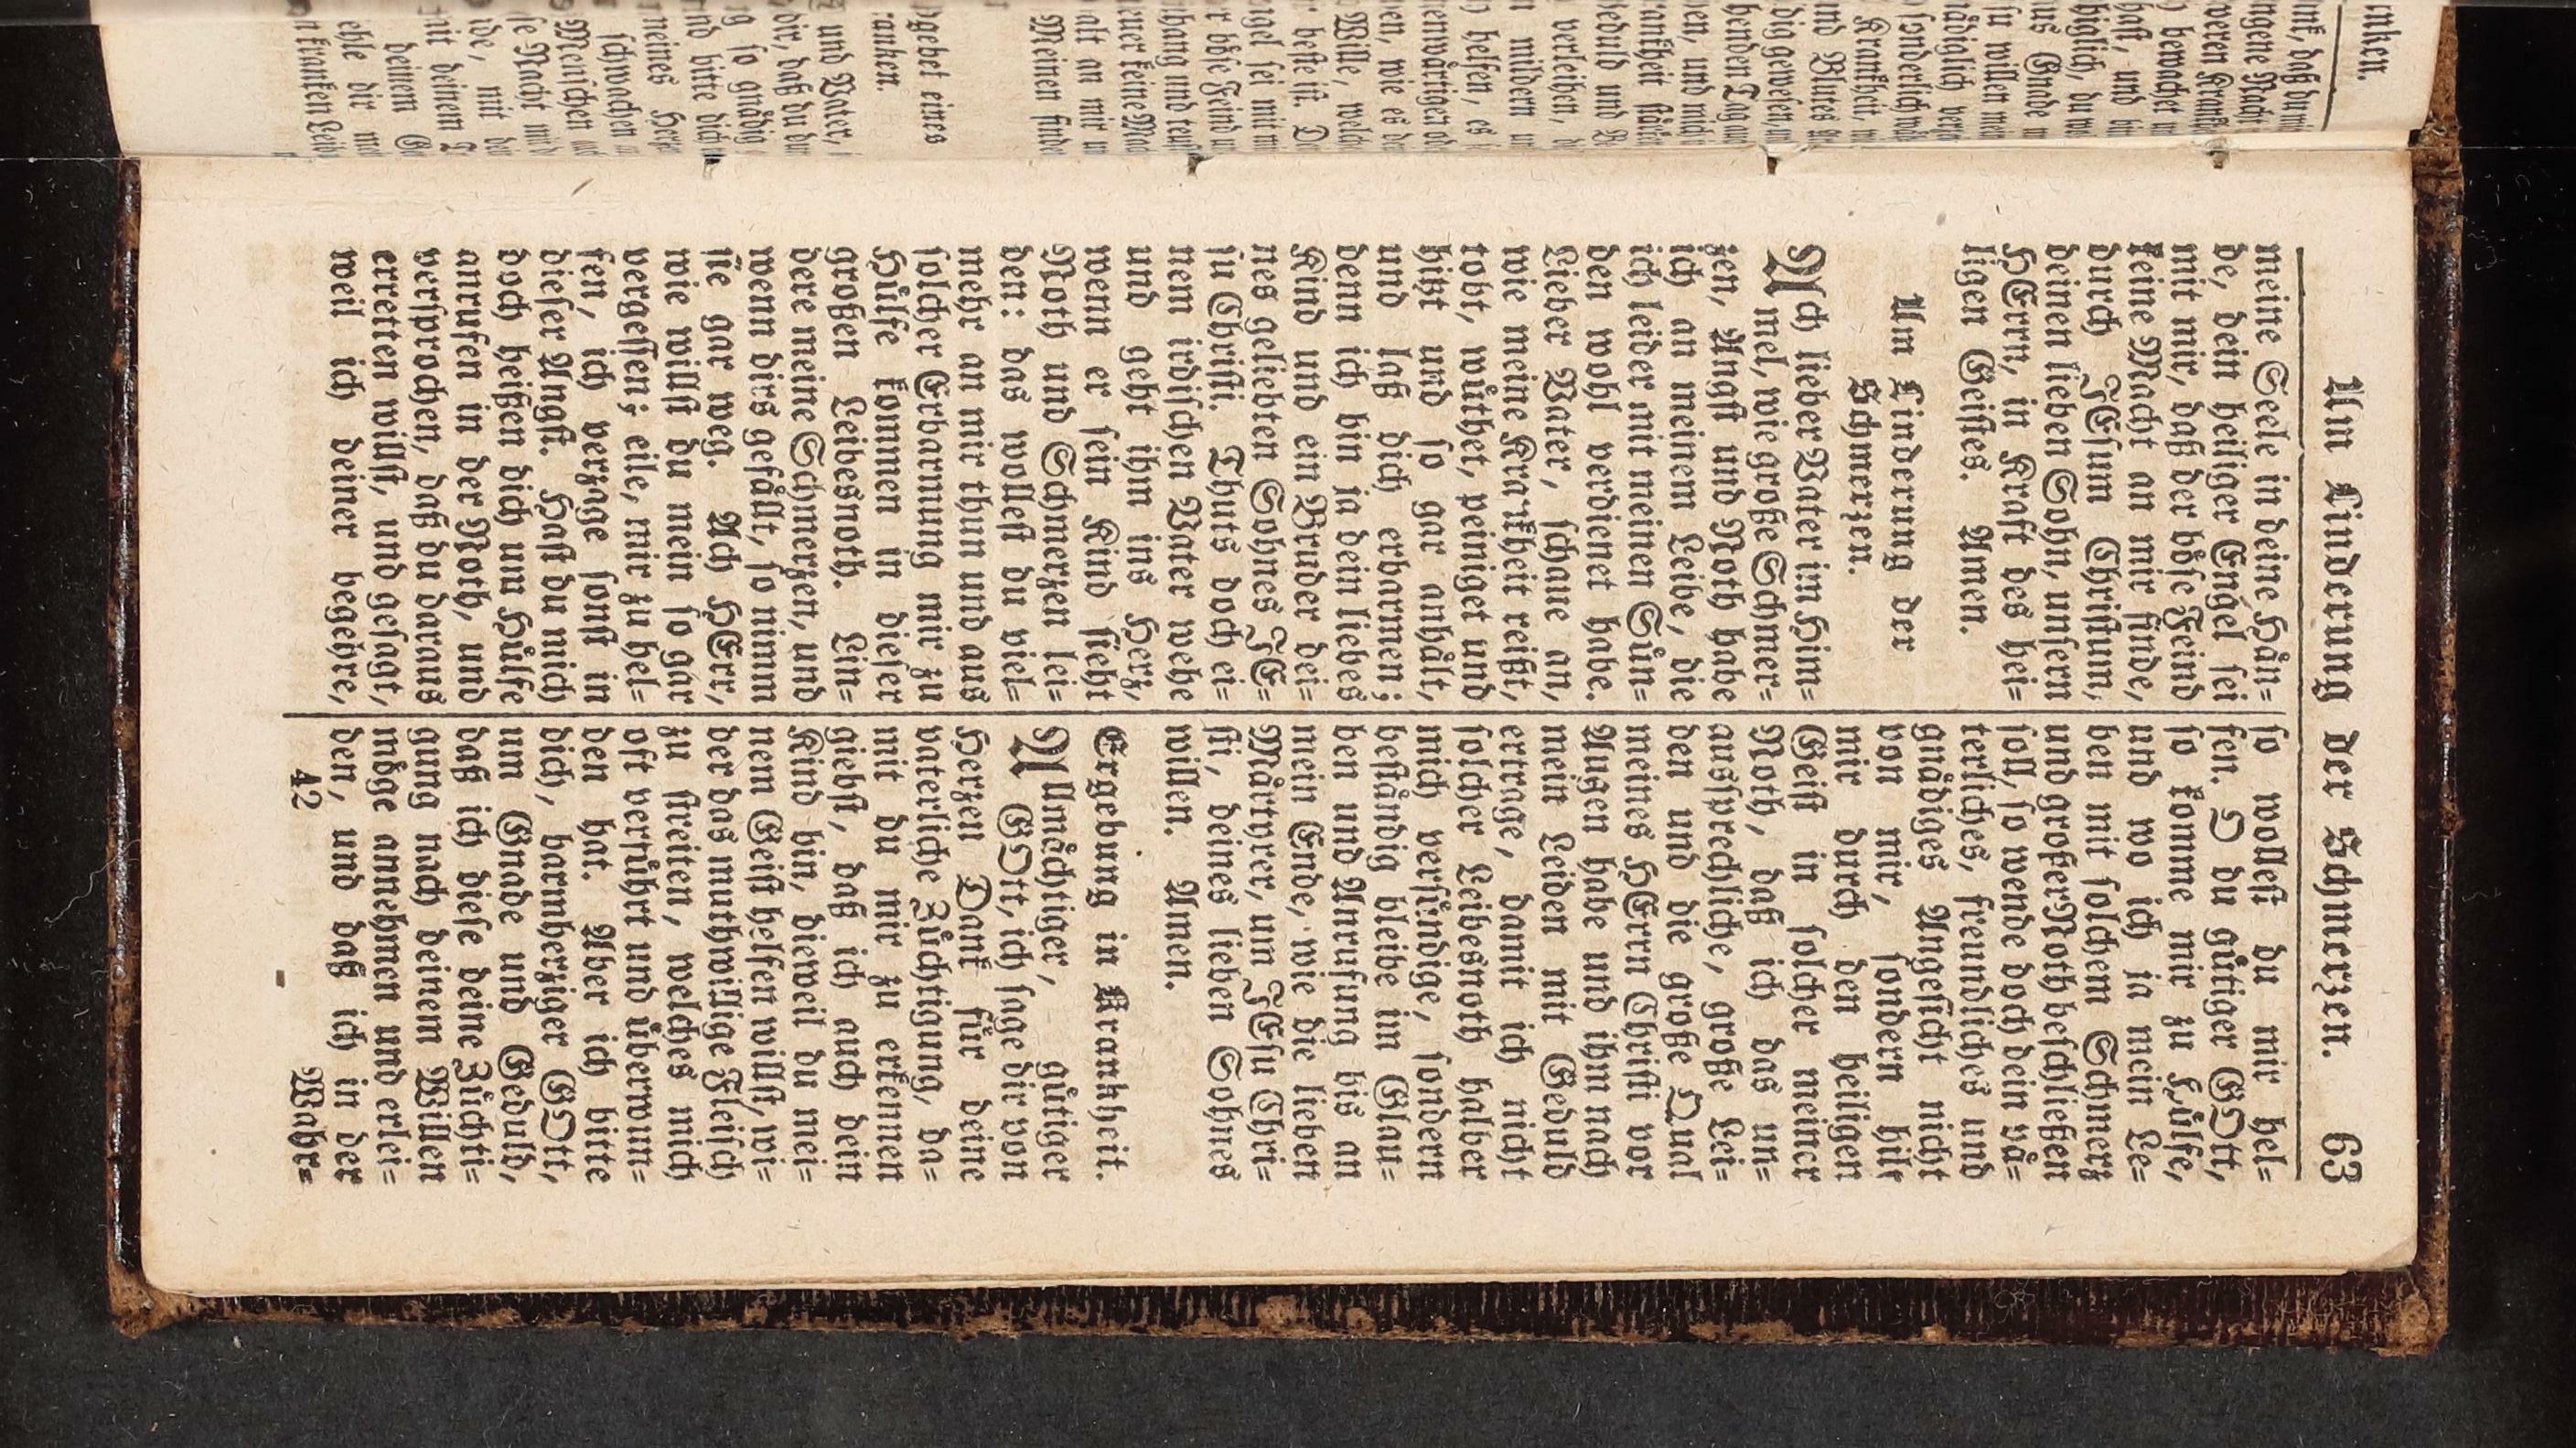 Um Linderung der Schmertzen. 63
meine Seele in deine Hän=
de, dein heiliger Engel sei
mit mir, daß der böse Feind
keine Macht an mir finde,
durch JEsum Christum,
deinen lieben Sohn, unsern
HErrn, in Kraft des hei=
ligen Geistes. Amen.
Um Linderung der
Schmerzen.
Ach lieber Vater im Him=
mel, wie große Schmer=
zen, Angst und Noth habe
ich an meinem Leibe, die
ich leider mit meinen Sün=
den wohl verdienet habe.
Lieber Vater, schaue an,
wie meine Krankheit reißt,
tobt, wüthet, peiniget und
hitzt und so gar anhält,
und laß dich erbarmen;
denn ich bin ja dein liebes
Kind und ein Bruder dei=
nes geliebten Sohnes JE=
su Christi. Thuts doch ei=
nem irdischen Vater wehe
und geht ihm ins Herz,
wenn er sein Kind sieht
Noth und Schmerzen lei=
den: das wollest du viel=
mehr an mir thun und aus
solcher Erbarmung mir zu
Hülfe kommen in dieser
großen Leibesnoth. Lin=
dere meine Schmerzen, und
wenn dirs gefällt, so nimm
sie gar weg. Ach HErr,
wie willst du mein so gar
vergessen; eile, mir zu hel=
fen, ich verzage sonst in
dieser Angst. Hast du mich
doch heißen dich um Hülfe
anrufen in der Noth, und
versprochen, daß du daraus
erretten willst, und gesagt,
weil ich deiner begehre,
so wollest du mir hel=
fen. O du gütiger GOtt,
so komme mir zu Hülfe,
und wo ich ja mein Le=
ben mit solchem Schmerz
und großer Noth beschließen
soll, so wende doch dein vä=
terliches, freundliches und
gnädiges Angesicht nicht
von mir, sondern hilf
mir durch den heiligen
Geist in solcher meiner
Noth, daß ich das un=
aussprechliche, große Lei=
den und die große Qual
meines HErrn Christi vor
Augen habe und ihm nach
mein Leiden mit Geduld
ertrage, damit ich nicht
solcher Leibesnoth halber
mich versündige, sondern
beständig bleibe im Glau=
ben und Anrufung bis an
mein Ende, wie die lieben
Märtyrer, um JEsu Chri=
sti, deines lieben Sohnes
willen. Amen.
Ergebung in Krankheit.
Allmächtiger, gütiger
GOtt, ich sage dir von
Herzen Dank für deine
väterliche Züchtigung, da=
mit du mir zu erkennen
giebst, daß ich auch dein
Kind bin, dieweil du mei=
nem Geist helfen willst, wi=
der das muthwillige Fleisch
zu streiten, welches mich
oft verführt und überwun=
den hat. Aber ich bitte
dich, barmherziger GOtt,
um Gnade und Geduld,
daß ich diese deine Züchti=
gung nach deinem Willen
möge annehmen und erlei=
den, und daß ich in der
42 Wahr=